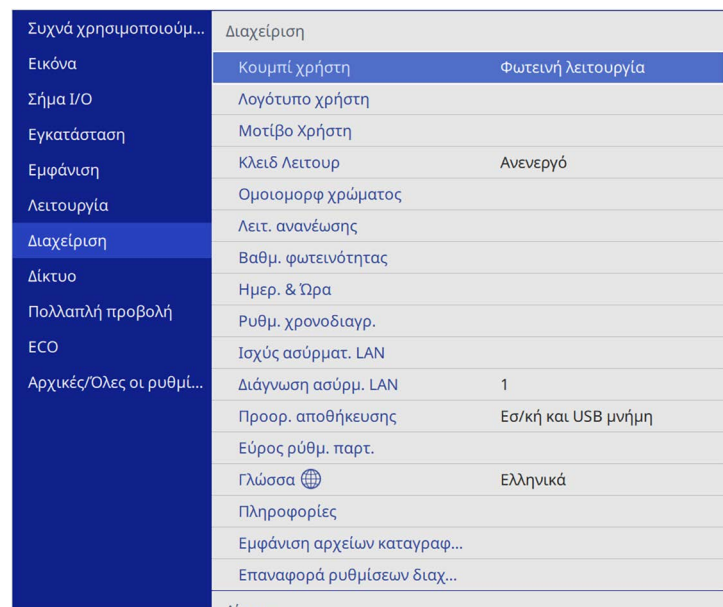 Συχνά χρησιμοποιούμ...
Εικόνα
Σήμα I/O
Εγκατάσταση
Εμφάνιση
Λειτουργία
Διαχείριση
Δίκτυο
Πολλαπλή προβολή
ECO
Αρχικές/Όλες οι ρυθμί...
Διαχείριση
Κουμπί χρήστη Φωτεινή λειτουργία
Λογότυπο χρήστη
Μοτίβο Χρήστη
Κλειδ Λειτουρ Ανενεργό
Ομοιομορφ χρώματος
Λειτ. ανανέωσης
Βαθμ. φωτεινότητας
Ημερ. & Ώρα
Ρυθμ. χρονοδιαγρ.
Ισχύς ασύρματ. LAN
Διάγνωση ασύρμ. LAN 1
Προορ. αποθήκευσης Εσ/κή και USB μνήμη
Εύρος ρύθμ. παρτ.
Γλώσσα Ελληνικά
Πληροφορίες
Εμφάνιση αρχείων καταγραφ...
Επαναφορά ρυθμίσεων διαχ...